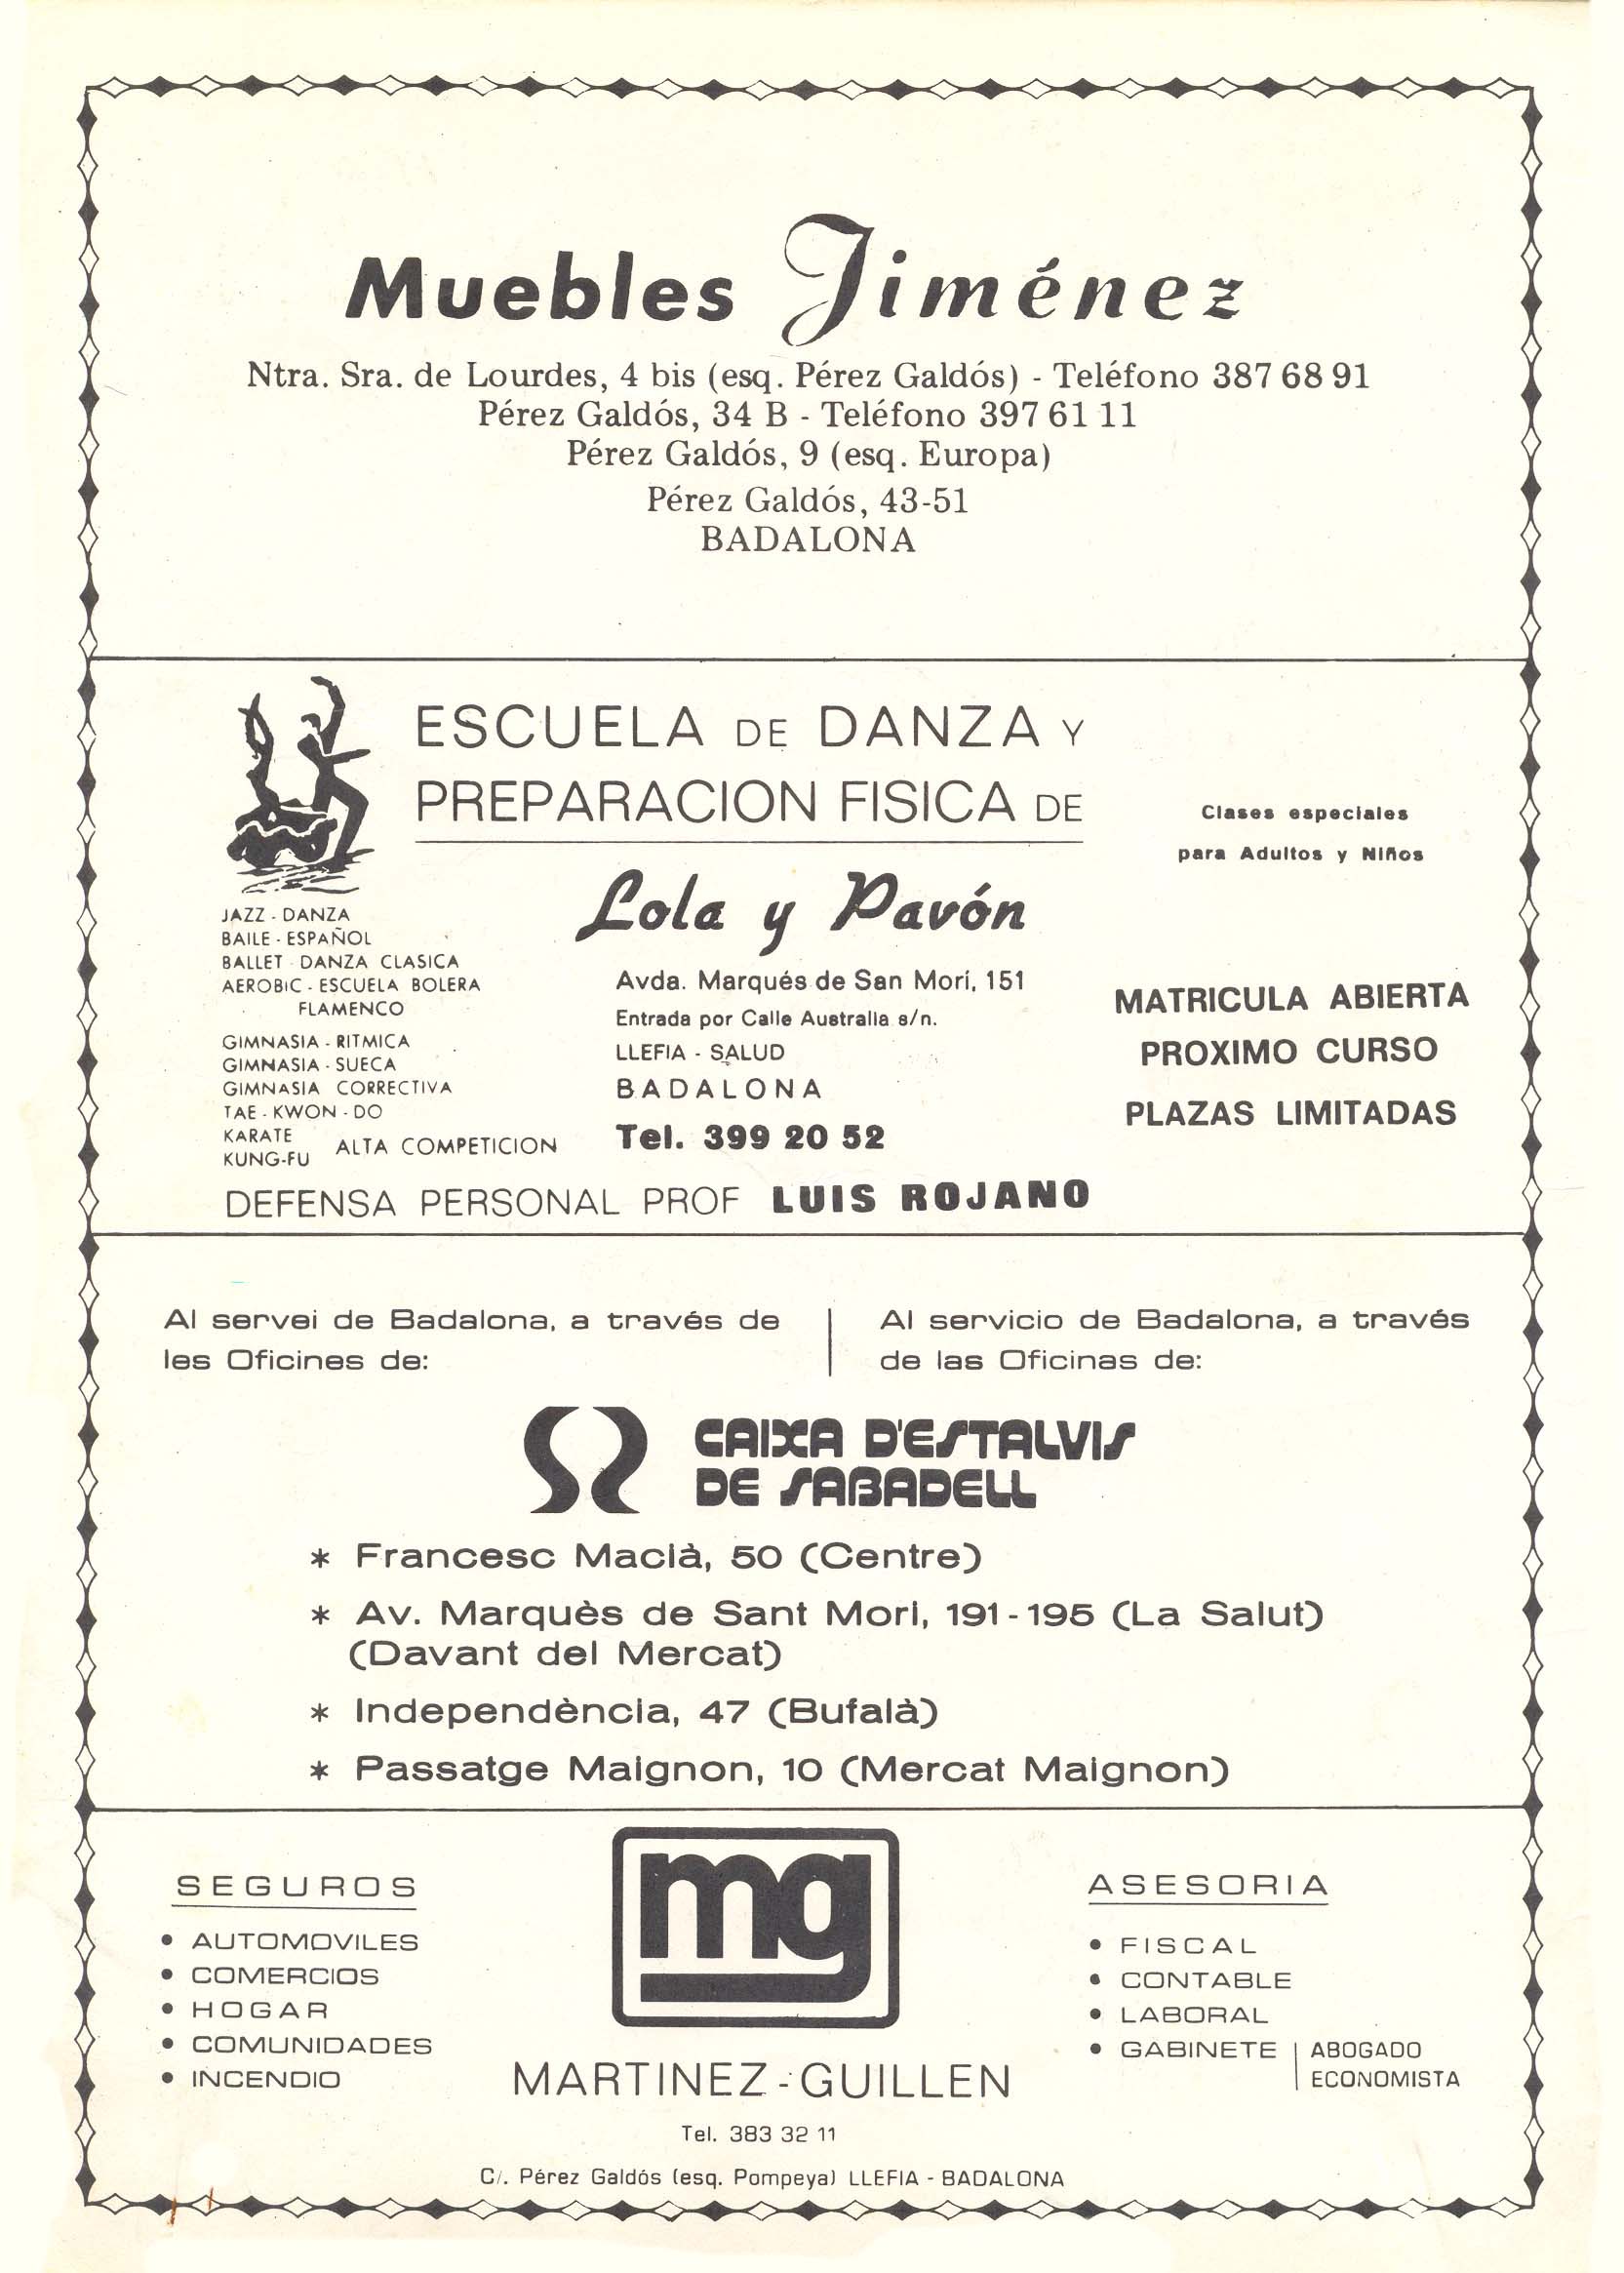 Muebles Jiménez
Ntra. Sra. de Lourdes, 4 bis (esq. Pérez Galdós) - Teléfono 387 68 91
Pérez Galdós, 34 B - Teléfono 397 61 11
Pérez Galdós, 9 (esq. Europa)
Pérez Galdós, 43-51
BADALONA
ESCUELA DE DANZA Y
PREPARACION FISICA DE
Lola y Pavón
Clases especiales
para Adultos y Niños
JAZZ - DANZA
BAILE - ESPAÑOL
BALLET - DANZA CLASICA
AEROBIC - ESCUELA BOLERA
FLAMENCO
GIMNASIA - RITMICA
GIMNASIA - SUECA
GIMNASIA CORRECTIVA
TAE - KWON - DO
KARATE
KUNG-FU
ALTA COMPETICION
Avda. Marqués de San Morí, 151
Entrada por Calle Australia s/n.
LLEFIA - SALUD
BADALONA
Tel. 399 20 52
MATRICULA ABIERTA
PROXIMO CURSO
PLAZAS LIMITADAS
DEFENSA PERSONAL PROF LUIS ROJANO
Al servei de Badalona, a través de
les Oficines de:
Al servicio de Badalona, a través
de las Oficinas de:
CAIXA D'ESTALVIS
DE SABADELL
* Francesc Macià, 50 (Centre)
* Av. Marquès de Sant Mori, 191-195 (La Salut)
(Davant del Mercat)
* Independència, 47 (Bufalà)
* Passatge Maignon, 10 (Mercat Maignon)
SEGUROS
• AUTOMOVILES
• COMERCIOS
• HOGAR
• COMUNIDADES
• INCENDIO
mg
MARTINEZ - GUILLEN
Tel. 383 32 11
C/. Pérez Galdós (esq. Pompeya) LLEFIA - BADALONA
ASESORIA
• FISCAL
• CONTABLE
• LABORAL
• GABINETE | ABOGADO
ECONOMISTA